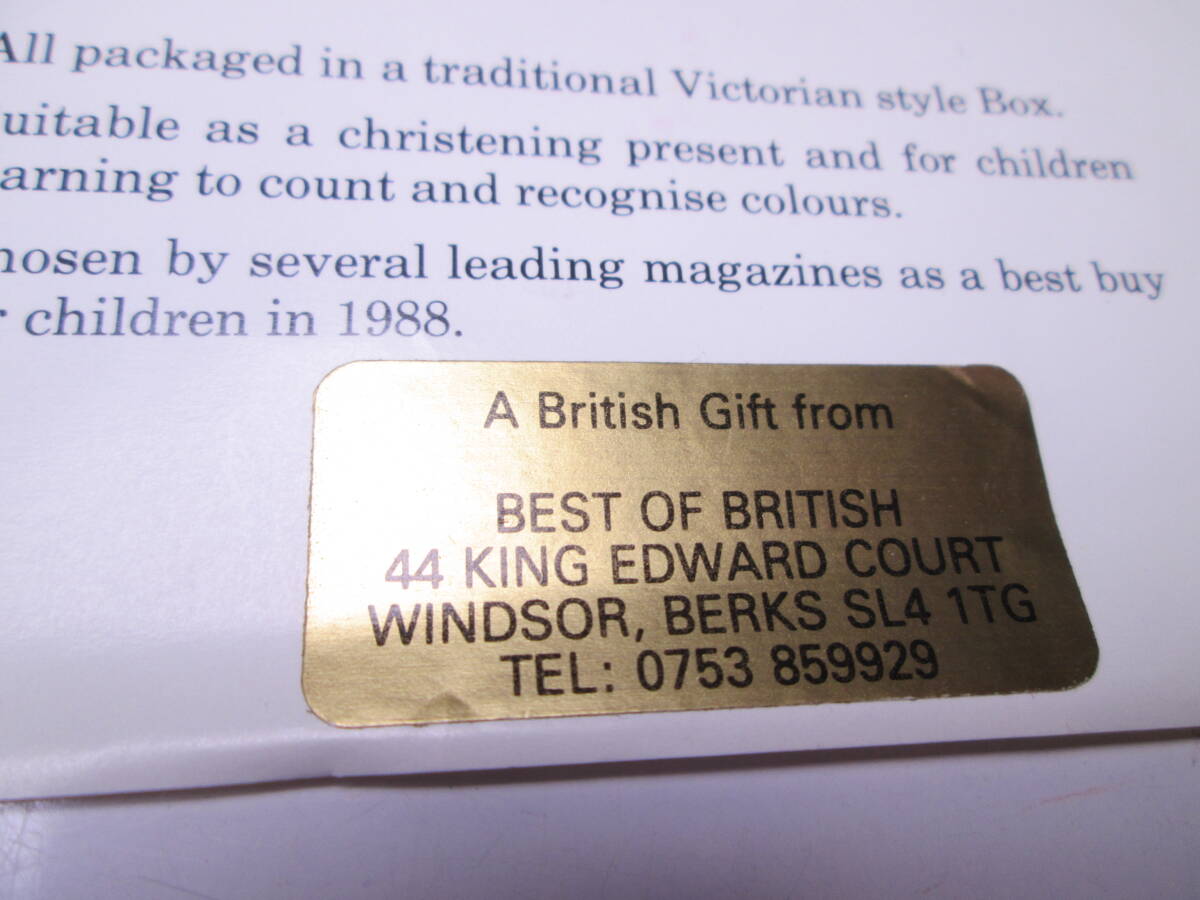 All packaged in a traditional Victorian style Box.
uitable as a christening present and for children
arning to count and recognise colours.
hosen by several leading magazines as a best buy
r children in 1988.
A British Gift from
BEST OF BRITISH
44 KING EDWARD COURT
WINDSOR, BERKS SL4 1TG
TEL: 0753 859929